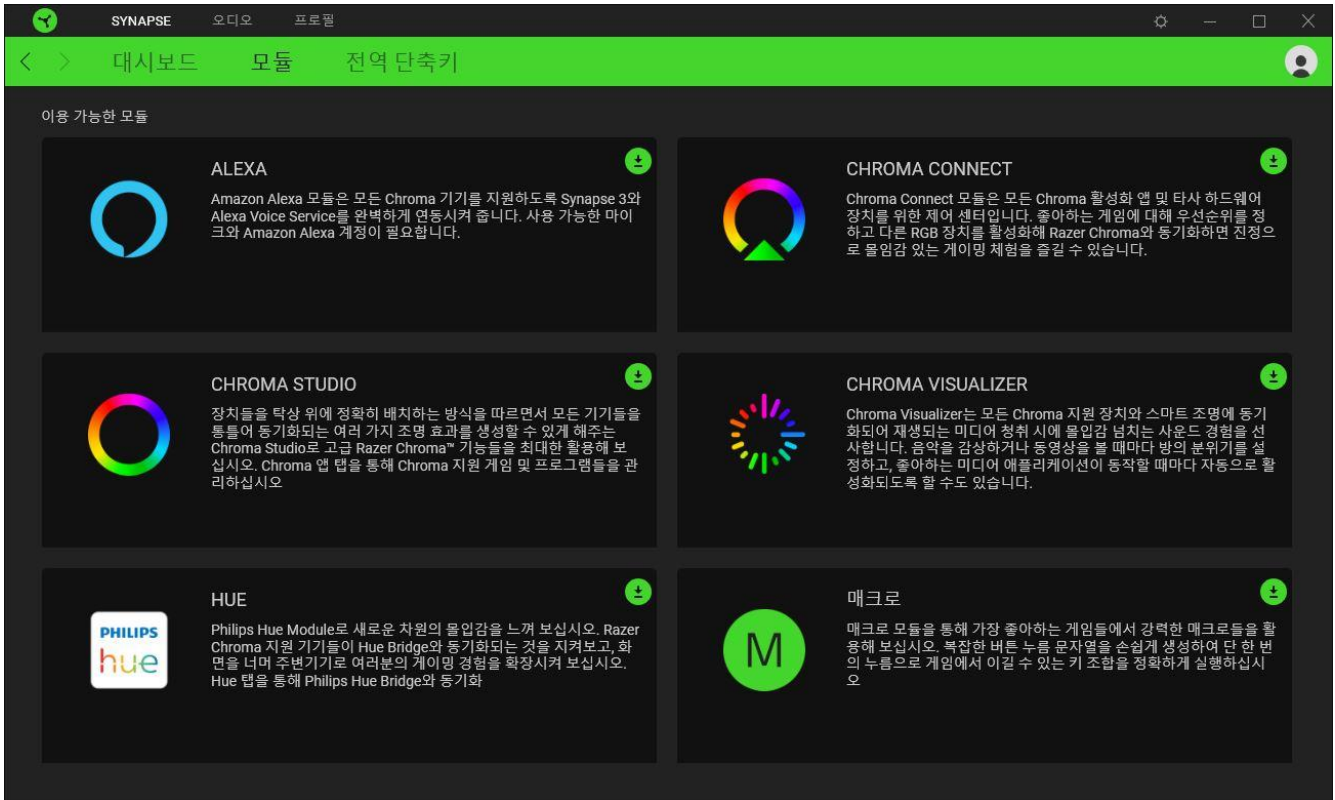 SYNAPSE 오디오 프로필
대시보드 모듈 전역 단축키
이용 가능한 모듈
ALEXA
Amazon Alexa 모듈은 모든 Chroma 기기를 지원하도록 Synapse 3와
Alexa Voice Service를 완벽하게 연동시켜 줍니다. 사용 가능한 마이
크와 Amazon Alexa 계정이 필요합니다.
CHROMA CONNECT
Chroma Connect 모듈은 모든 Chroma 활성화 앱 및 타사 하드웨어
장치를 위한 제어 센터입니다. 좋아하는 게임에 대해 우선순위를 정
하고 다른 RGB 장치를 활성화해 Razer Chroma와 동기화하면 진정으
로 몰입감 있는 게이밍 체험을 즐길 수 있습니다.
CHROMA STUDIO
장치들을 탁상 위에 정확히 배치하는 방식을 따르면서 모든 기기들을
통틀어 동기화되는 여러 가지 조명 효과를 생성할 수 있게 해주는
Chroma Studio로 고급 Razer Chroma™ 기능들을 최대한 활용해 보
십시오. Chroma 앱 탭을 통해 Chroma 지원 게임 및 프로그램들을 관
리하십시오
CHROMA VISUALIZER
Chroma Visualizer는 모든 Chroma 지원 장치와 스마트 조명에 동기
화되어 재생되는 미디어 청취 시에 몰입감 넘치는 사운드 경험을 선
사합니다. 음악을 감상하거나 동영상을 볼 때마다 방의 분위기를 설
정하고, 좋아하는 미디어 애플리케이션이 동작할 때마다 자동으로 활
성화되도록 할 수도 있습니다.
PHILIPS
hue
HUE
Philips Hue Module로 새로운 차원의 몰입감을 느껴 보십시오. Razer
Chroma 지원 기기들이 Hue Bridge와 동기화되는 것을 지켜보고, 화
면을 너머 주변기기로 여러분의 게이밍 경험을 확장시켜 보십시오.
Hue 탭을 통해 Philips Hue Bridge와 동기화
M
매크로
매크로 모듈을 통해 가장 좋아하는 게임들에서 강력한 매크로들을 활
용해 보십시오. 복잡한 버튼 누름 문자열을 손쉽게 생성하여 단 한 번
의 누름으로 게임에서 이길 수 있는 키 조합을 정확하게 실행하십시
오